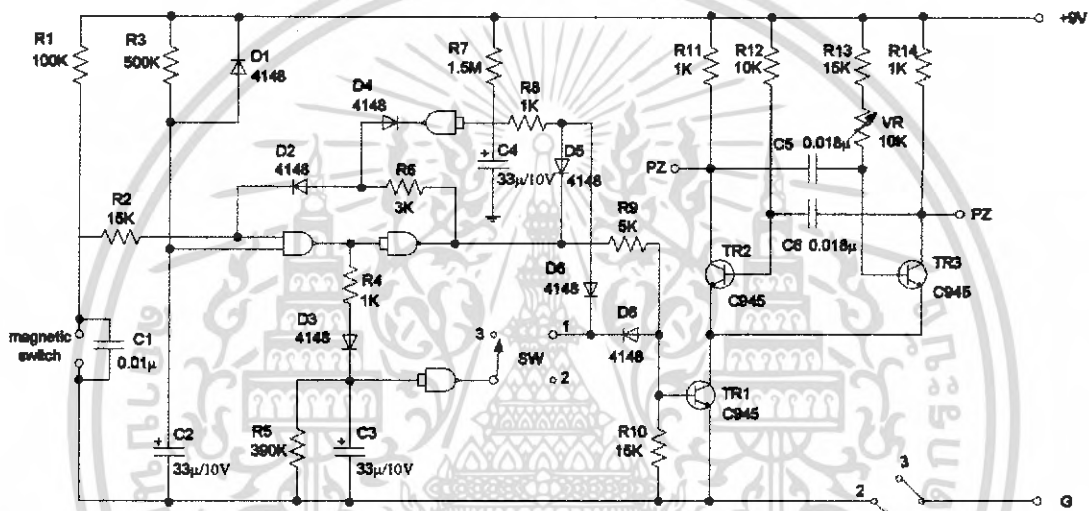 +9V
R1
100K
R3
500K
D1
4148
R7
1.5M
R11
1K
R12
10K
R13
15K
R14
1K
D4
4148
R8
1K
VR
10K
C5
0.018μ
D2
4148
C4
33μ/10V
D5
4148
PZ
R6
3K
R2
15K
R9
5K
PZ
C6
0.018μ
TR2
C945
TR3
C945
R4
1K
D6
4148
D3
4148
magnetic
switch
C1
0.01μ
3
SW
1
2
D6
4148
TR1
C945
R5
390K
C3
33μ/10V
C2
33μ/10V
R10
15K
3
2
G